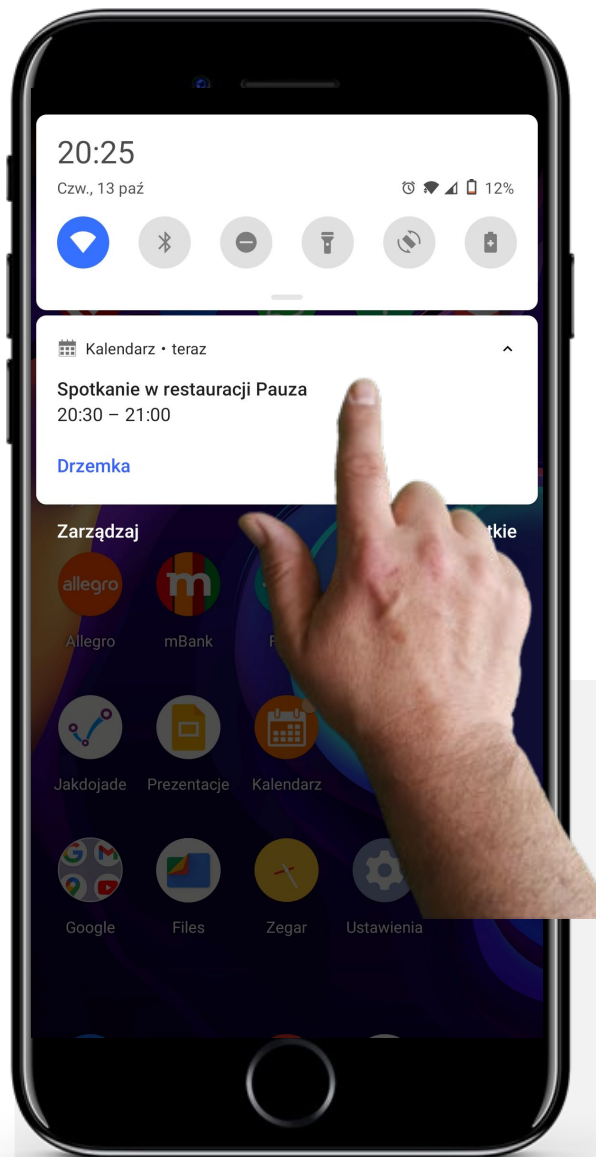 20:25
Czw., 13 paź 12%
Kalendarz • teraz
Spotkanie w restauracji Pauza
20:30 – 21:00
Drzemka
Zarządzaj
allegro m
Allegro mBank
Jakdojade Prezentacje Kalendarz
Google Files Zegar Ustawienia